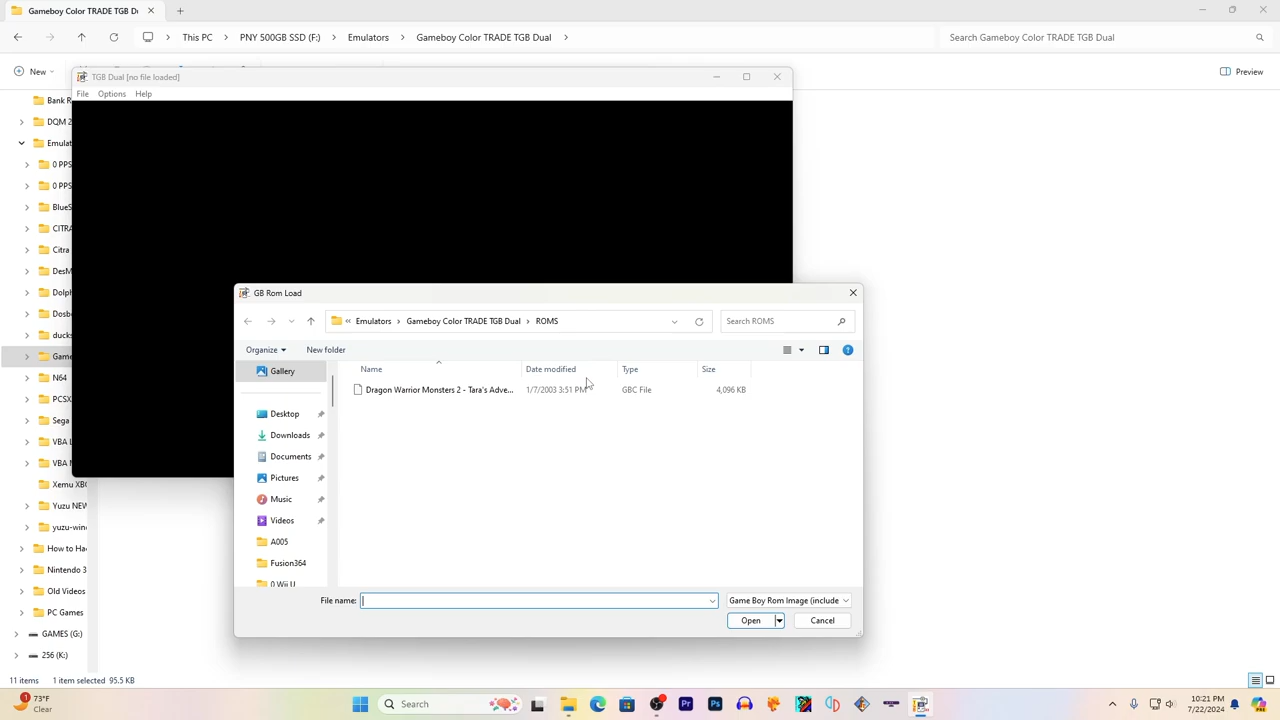 Gameboy Color TRADE TGB D
This PC > PNY 500GB SSD (F:) > Emulators > Gameboy Color TRADE TGB Dual >
Search Gameboy Color TRADE TGB Dual
New
Preview
TGB Dual [no file loaded]
File Options Help
Bank R
DQM 2
Emulat
0 PPS
0 PPS
BlueS
CITRA
Citra
DesM
Dolph
Dosb
ducks
Game
N64
PCSX
Sega
VBA L
VBA
Xemu XB
Yuzu NEW
yuzu-wind
How to Ha
Nintendo 3
Old Videos
PC Games
GAMES (G:)
256 (K:)
GB Rom Load
« Emulators > Gameboy Color TRADE TGB Dual > ROMS
Search ROMS
Organize
New folder
Gallery
Desktop
Downloads
Documents
Pictures
Music
Videos
A005
Fusion364
0 Wii U
Name Date modified Type Size
Dragon Warrior Monsters 2 - Tara's Adve... 1/7/2003 3:51 PM GBC File 4,096 KB
File name:
Game Boy Rom Image (include
Open
Cancel
11 items 1 item selected 95.5 KB
73°F
Clear
Search
10:21 PM
7/22/2024